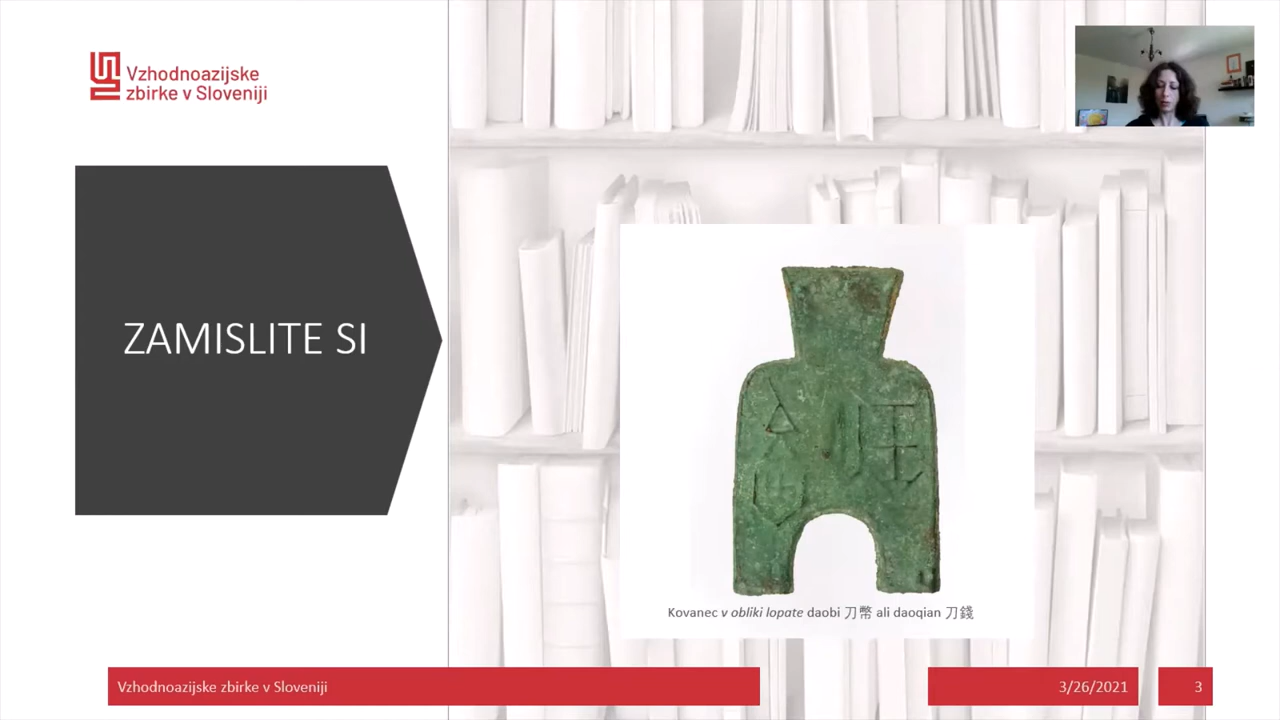 Vzhodnoazijske
zbirke v Sloveniji
ZAMISLITE SI
Kovanec v obliki lopate daobi 刀幣 ali daoqian 刀錢
Vzhodnoazijske zbirke v Sloveniji
3/26/2021
3